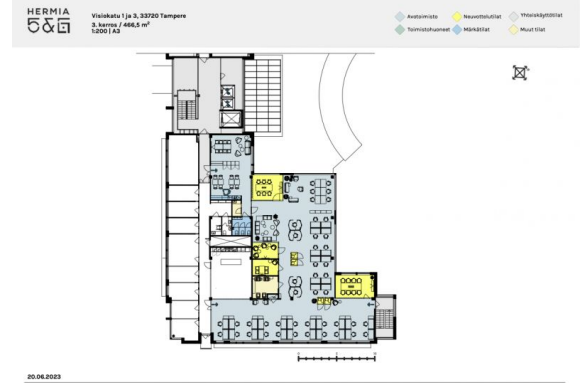 HERMIA
5&6
Visiokatu 1 ja 3, 33720 Tampere
3. kerros / 466,5 m²
1:200 | A3
Avotoimisto
Neuvottelutilat
Yhteiskäyttötilat
Toimistohuoneet
Märkätilat
Muut tilat
20.06.2023